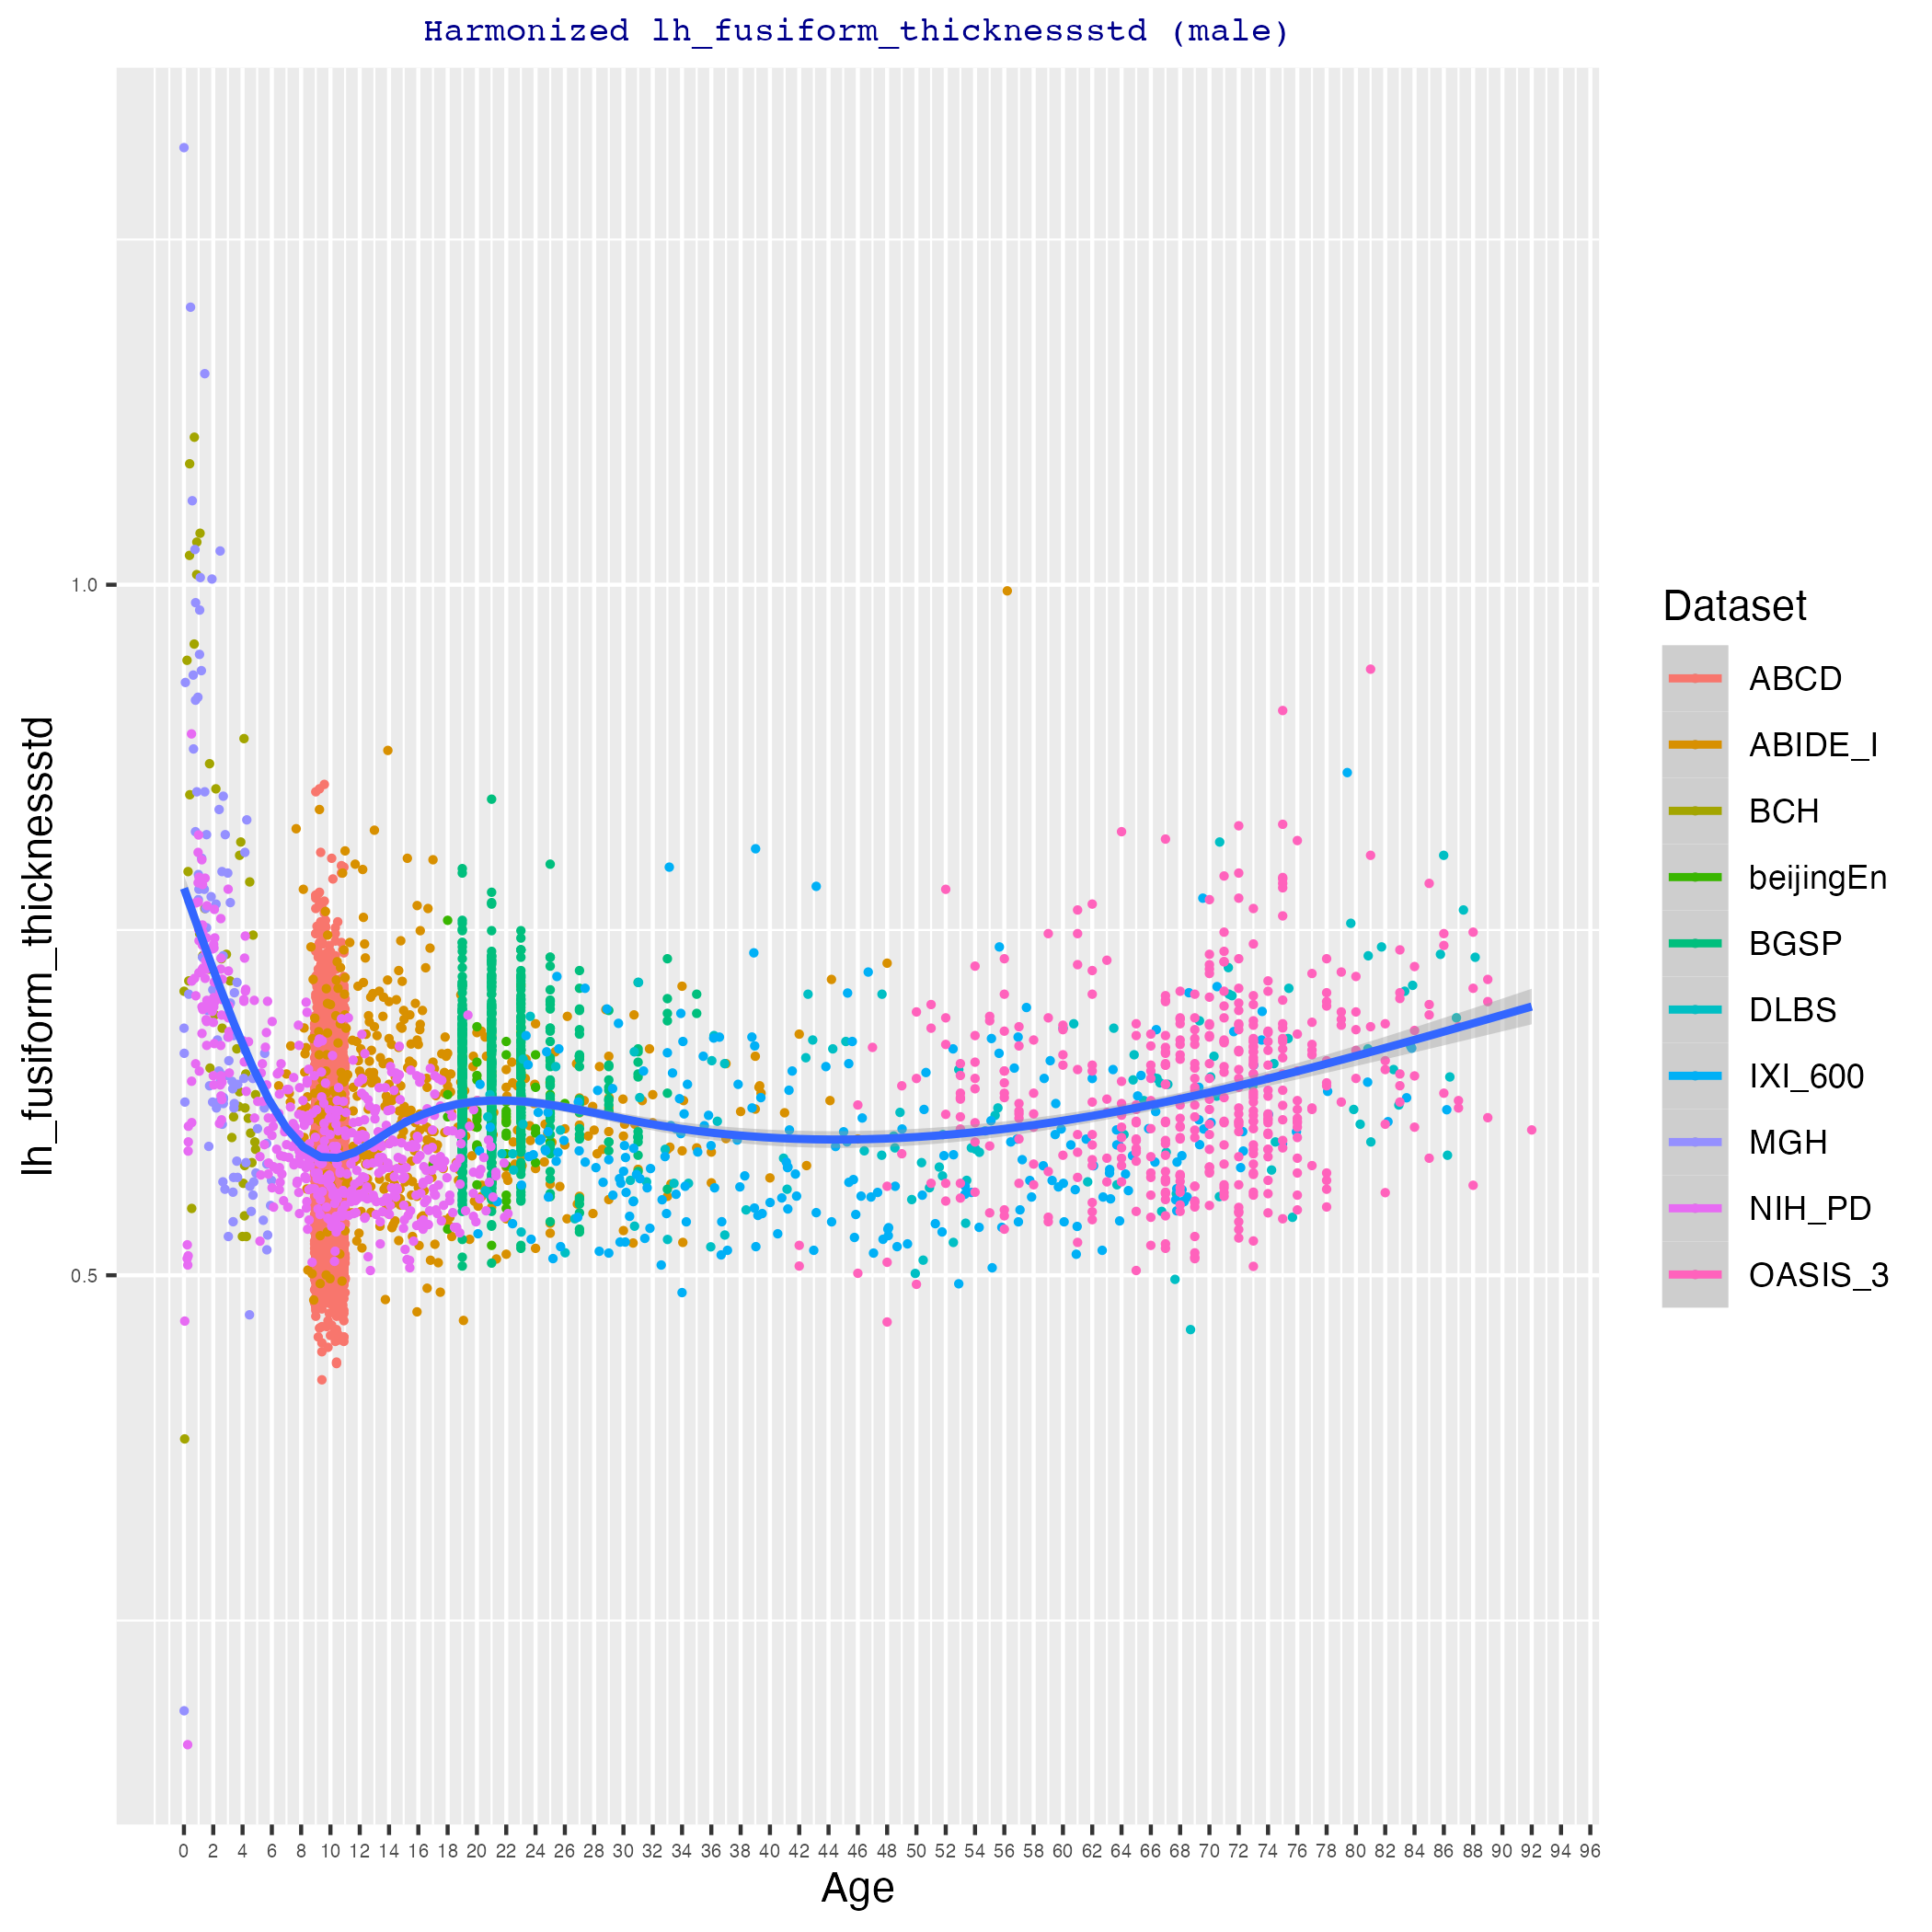 Harmonized lh_fusiform_thicknessstd (male)
lh_fusiform_thicknessstd
1.0
0.5
0 2 4 6 8 10 12 14 16 18 20 22 24 26 28 30 32 34 36 38 40 42 44 46 48 50 52 54 56 58 60 62 64 66 68 70 72 74 76 78 80 82 84 86 88 90 92 94 96
Age
Dataset
ABCD
ABIDE_I
BCH
beijingEn
BGSP
DLBS
IXI_600
MGH
NIH_PD
OASIS_3